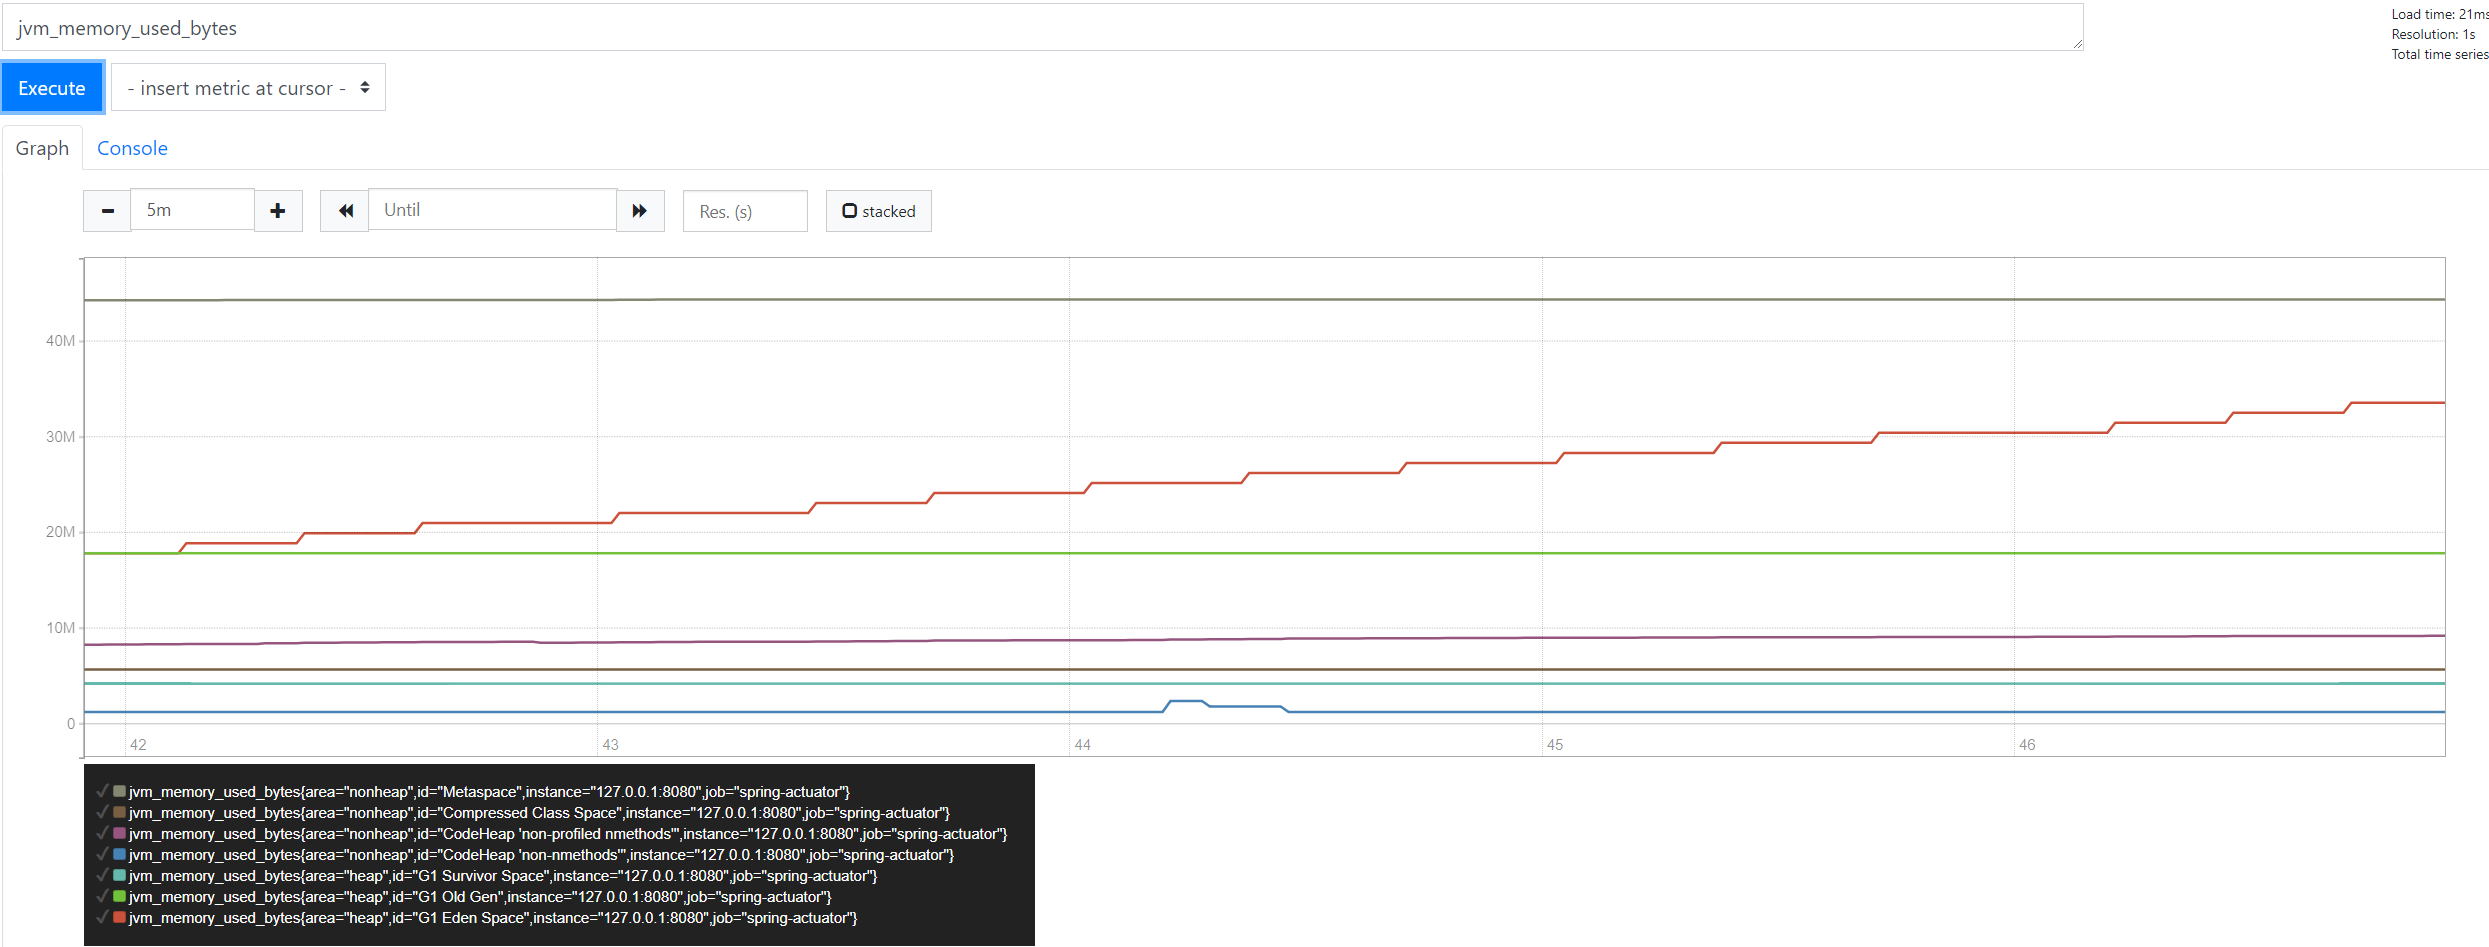 jvm_memory_used_bytes
Load time: 21ms
Resolution: 1s
Total time series
Execute
- insert metric at cursor -
Graph
Console
5m
Until
Res. (s)
stacked
40M
30M
20M
10M
0
42
43
44
45
46
jvm_memory_used_bytes{area="nonheap",id="Metaspace",instance="127.0.0.1:8080",job="spring-actuator"}
jvm_memory_used_bytes{area="nonheap",id="Compressed Class Space",instance="127.0.0.1:8080",job="spring-actuator"}
jvm_memory_used_bytes{area="nonheap",id="CodeHeap 'non-profiled nmethods'",instance="127.0.0.1:8080",job="spring-actuator"}
jvm_memory_used_bytes{area="nonheap",id="CodeHeap 'non-nmethods'",instance="127.0.0.1:8080",job="spring-actuator"}
jvm_memory_used_bytes{area="heap",id="G1 Survivor Space",instance="127.0.0.1:8080",job="spring-actuator"}
jvm_memory_used_bytes{area="heap",id="G1 Old Gen",instance="127.0.0.1:8080",job="spring-actuator"}
jvm_memory_used_bytes{area="heap",id="G1 Eden Space",instance="127.0.0.1:8080",job="spring-actuator"}